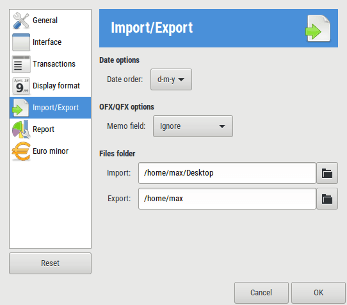 General
Interface
Transactions
Display format
Import/Export
Report
Euro minor
Reset
Import/Export
Date options
Date order: d-m-y
OFX/QFX options
Memo field: Ignore
Files folder
Import: /home/max/Desktop
Export: /home/max
Cancel OK